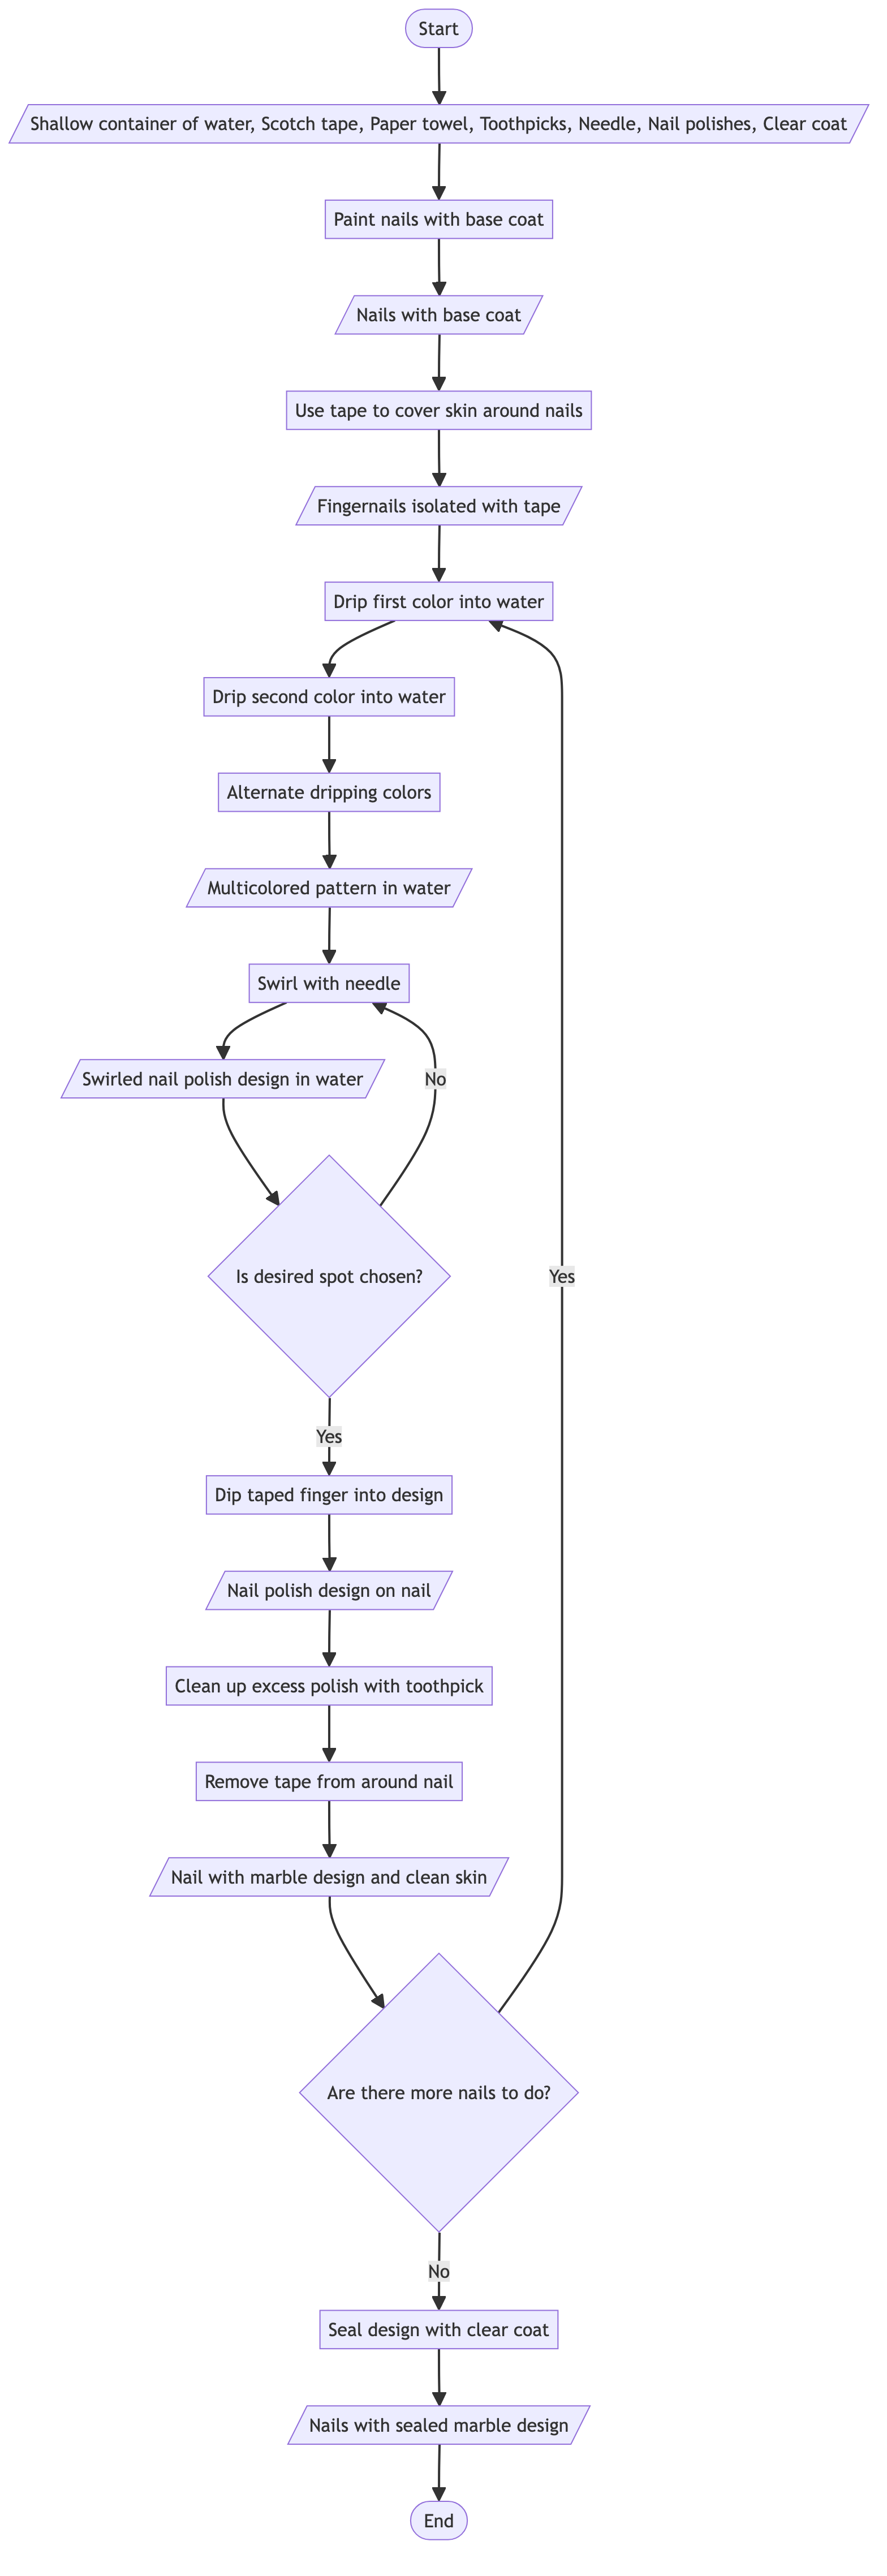 Start
Shallow container of water, Scotch tape, Paper towel, Toothpicks, Needle, Nail polishes, Clear coat
Paint nails with base coat
Nails with base coat
Use tape to cover skin around nails
Fingernails isolated with tape
Drip first color into water
Drip second color into water
Alternate dripping colors
Multicolored pattern in water
Swirl with needle
Swirled nail polish design in water
No
Is desired spot chosen?
Yes
Yes
Dip taped finger into design
Nail polish design on nail
Clean up excess polish with toothpick
Remove tape from around nail
Nail with marble design and clean skin
Are there more nails to do?
No
Seal design with clear coat
Nails with sealed marble design
End